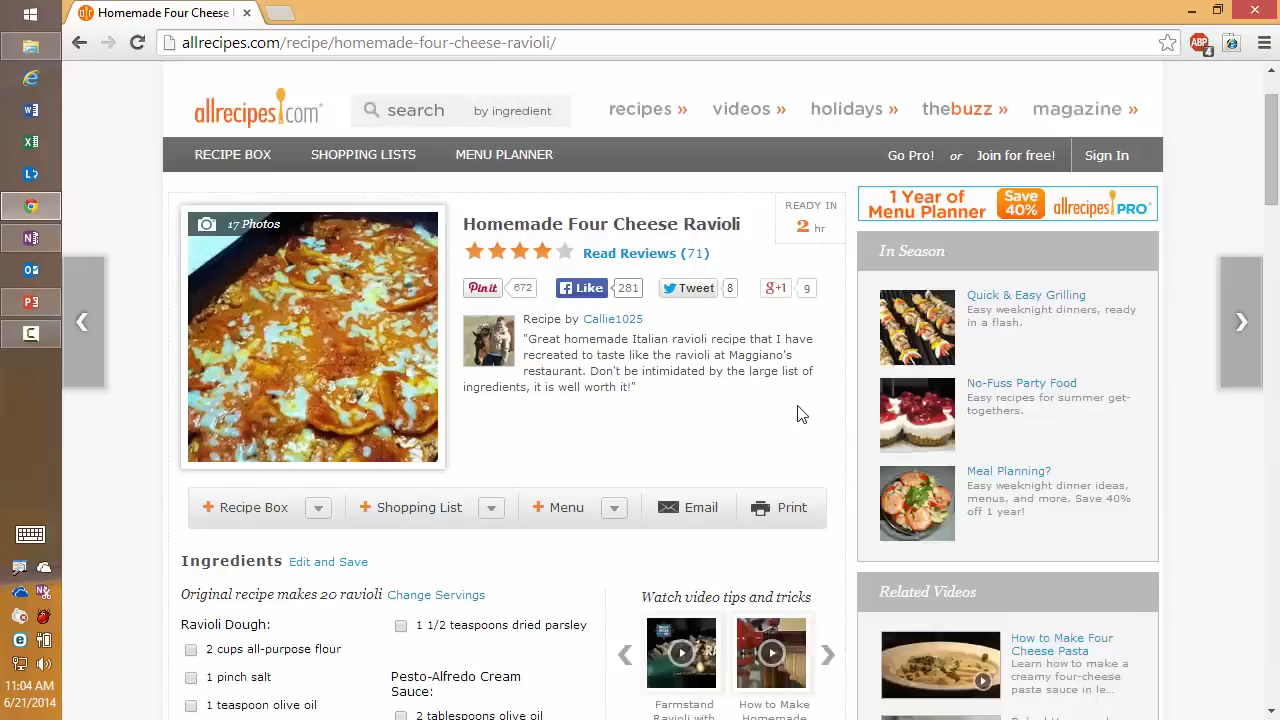 Homemade Four Cheese
allrecipes.com/recipe/homemade-four-cheese-ravioli/
ABP
4
allrecipes.com
search
by ingredient
recipes »
videos »
holidays »
thebuzz »
magazine »
RECIPE BOX
SHOPPING LISTS
MENU PLANNER
Go Pro! or Join for free!
Sign In
17 Photos
Homemade Four Cheese Ravioli
READY IN
2 hr
Read Reviews (71)
Pin it 672
Like 281
Tweet 8
g+1 9
Recipe by Callie1025
"Great homemade Italian ravioli recipe that I have
recreated to taste like the ravioli at Maggiano's
restaurant. Don't be intimidated by the large list of
ingredients, it is well worth it!"
+ Recipe Box
+ Shopping List
+ Menu
Email
Print
Ingredients Edit and Save
Original recipe makes 20 ravioli Change Servings
Ravioli Dough:
2 cups all-purpose flour
1 pinch salt
1 teaspoon olive oil
1 1/2 teaspoons dried parsley
Pesto-Alfredo Cream
Sauce:
2 tablespoons olive oil
Watch video tips and tricks
Farmstand
Ravioli with
How to Make
Homemade
1 Year of
Menu Planner
Save
40%
allrecipes PRO
In Season
Quick & Easy Grilling
Easy weeknight dinners, ready
in a flash.
No-Fuss Party Food
Easy recipes for summer get-
togethers.
Meal Planning?
Easy weeknight dinner ideas,
menus, and more. Save 40%
off 1 year!
Related Videos
How to Make Four
Cheese Pasta
Learn how to make a
creamy four-cheese
pasta sauce in le...
11:04 AM
6/21/2014